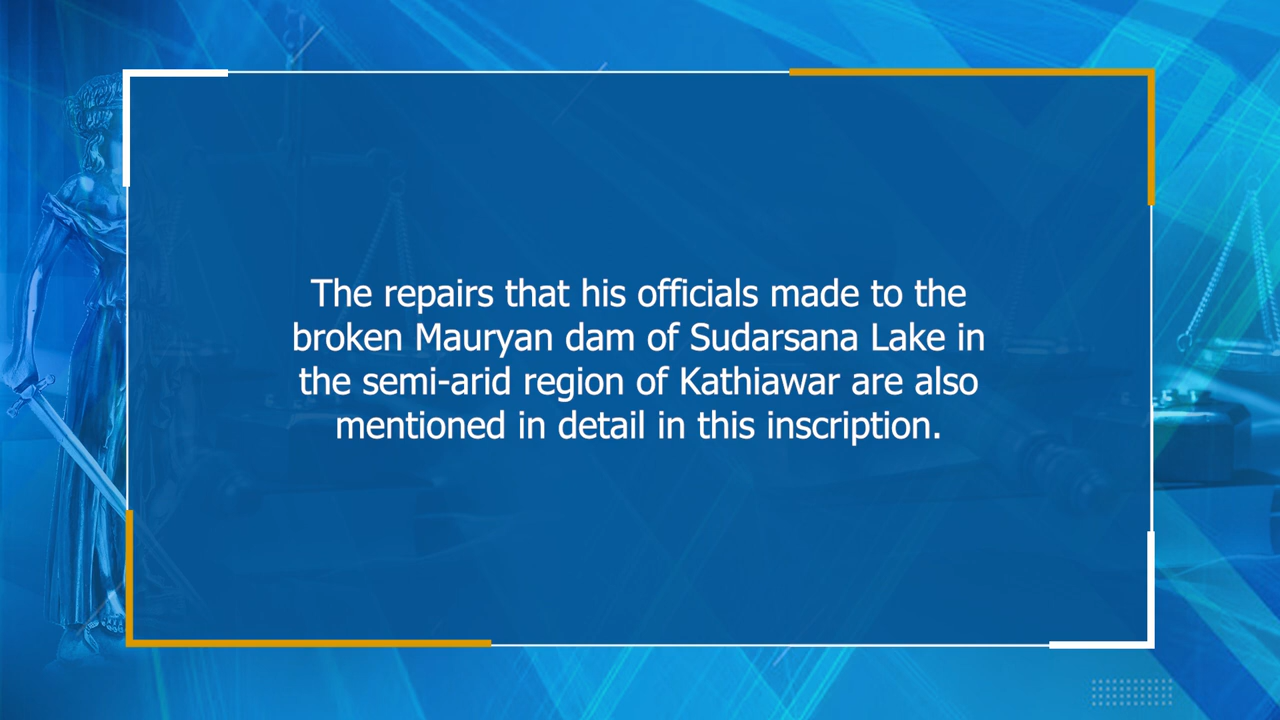 The repairs that his officials made to the
broken Mauryan dam of Sudarsana Lake in
the semi-arid region of Kathiawar are also
mentioned in detail in this inscription.